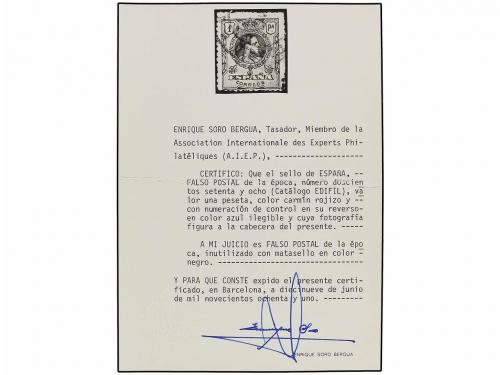 1 Pta
ESPAÑA
CORREOS
ENRIQUE SORO BERGUA, Tasador, Miembro de la
Association Internationale des Experts Phi-
latéliques (A.I.E.P.), --------------------
CERTIFICO: Que el sello de ESPAÑA, --
FALSO POSTAL de la época, número doscien
tos setenta y ocho (Catálogo EDIFIL), va
lor una peseta, color carmín rojizo y --
con numeración de control en su reverso-
en color azul ilegible y cuya fotografía
figura a la cabecera del presente. -----
A MI JUICIO es FALSO POSTAL de la épo
ca, inutilizado con matasello en color -
negro. ---------------------------------
Y PARA QUE CONSTE expido el presente certi-
ficado, en Barcelona, a diecinueve de junio
de mil novecientos ochenta y uno. ---------
ENRIQUE SORO BERGUA